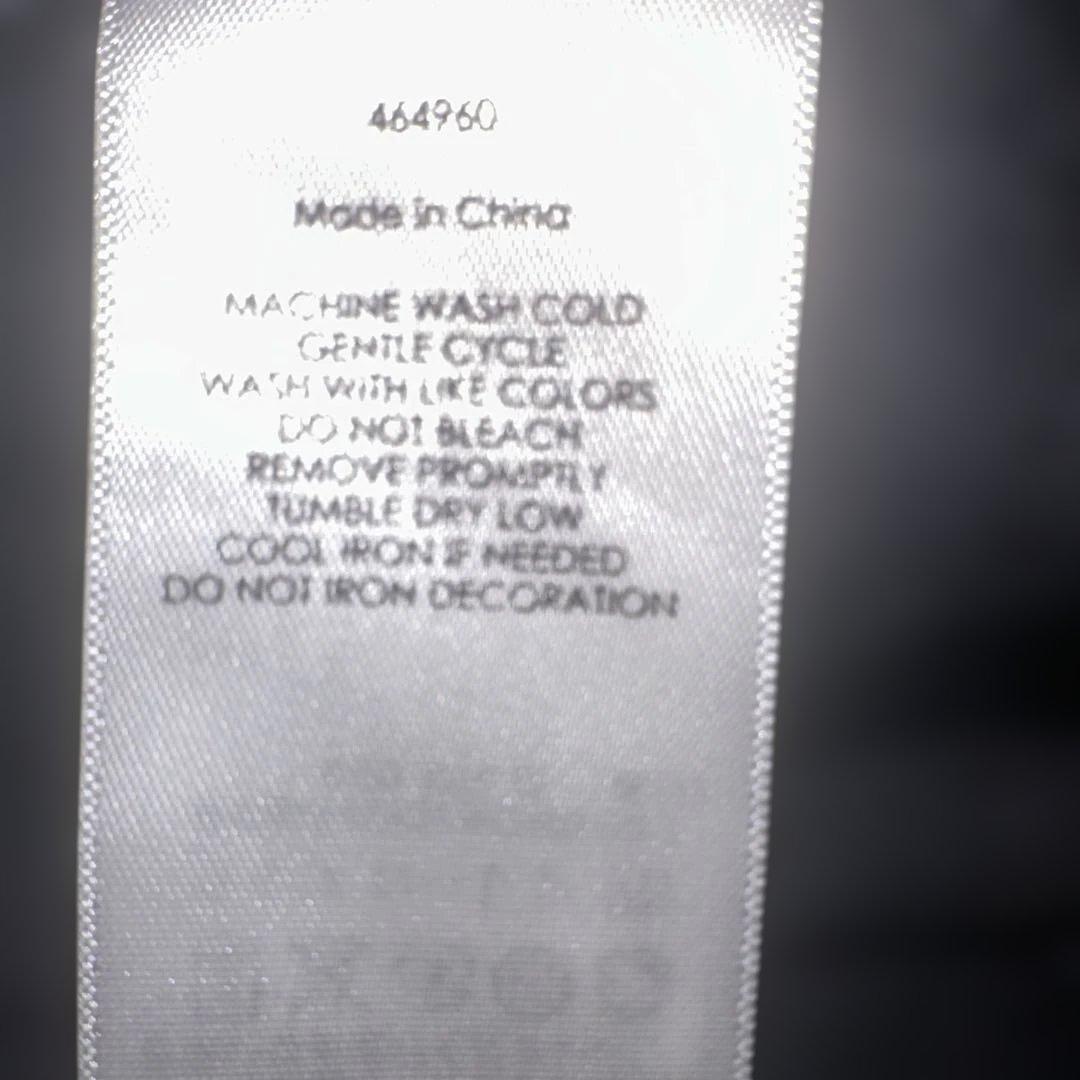 464960
Made in China
MACHINE WASH COLD
GENTLE CYCLE
WASH WITH LIKE COLORS
DO NOT BLEACH
REMOVE PROMPTLY
TUMBLE DRY LOW
COOL IRON IF NEEDED
DO NOT IRON DECORATION